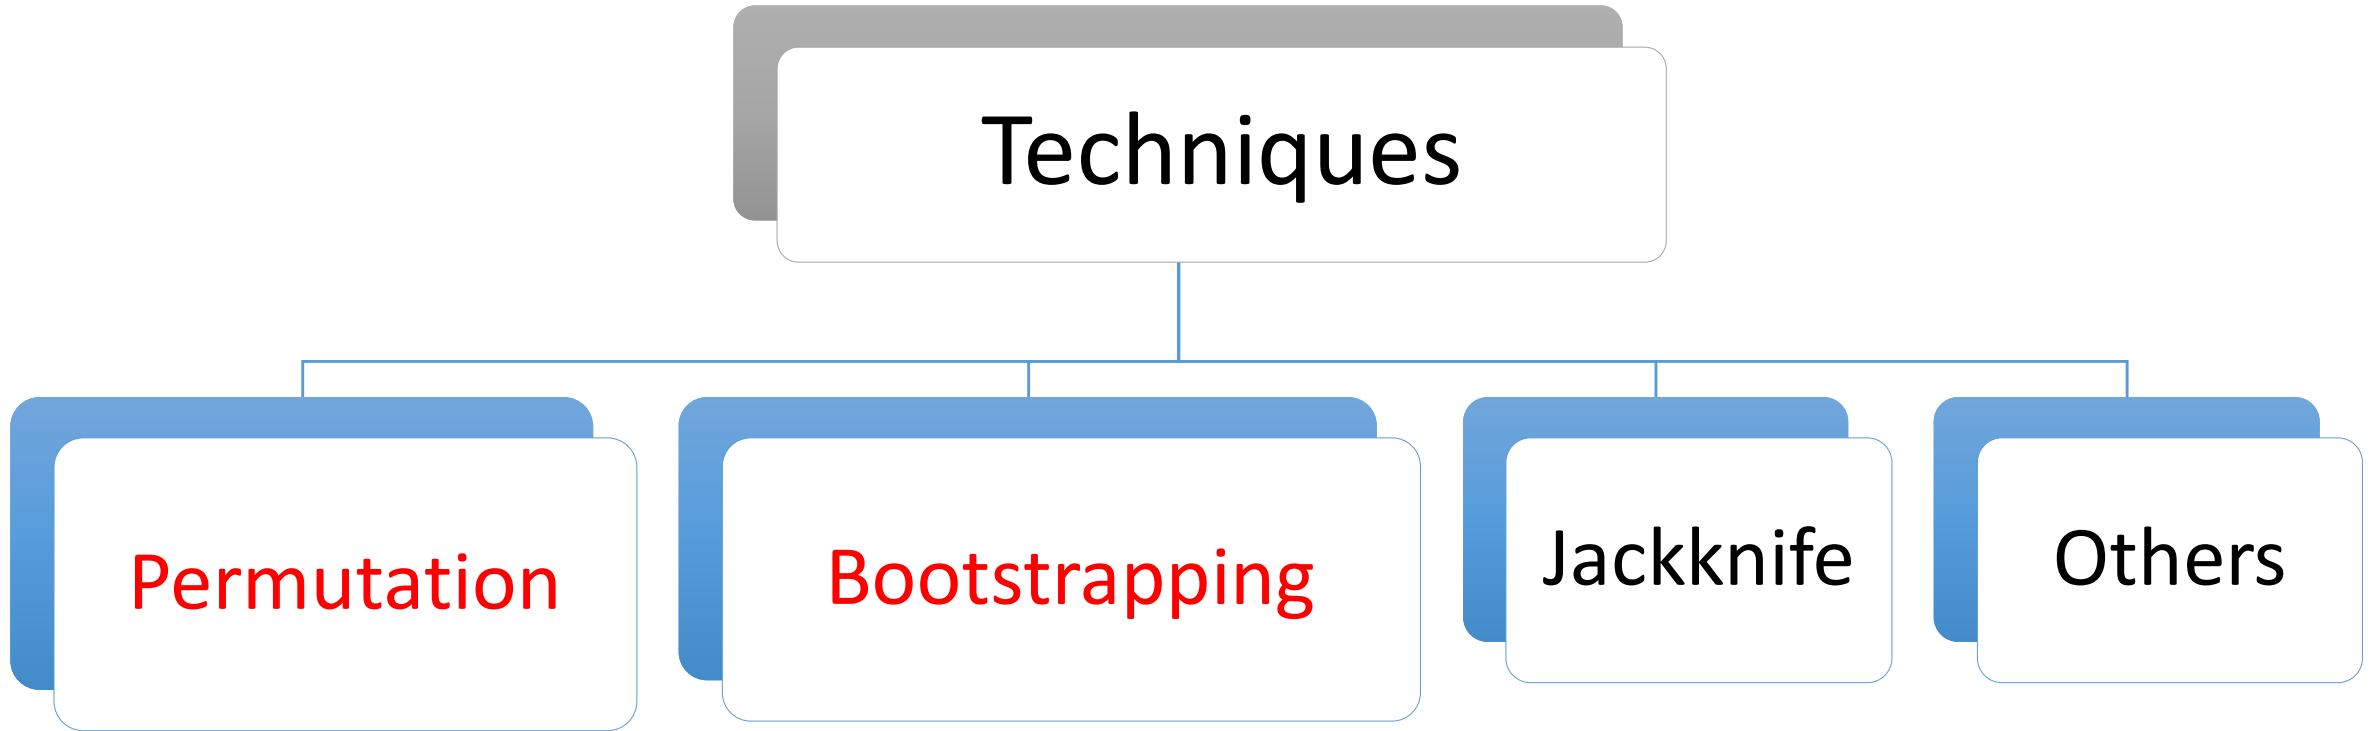 Techniques
Permutation
Bootstrapping
Jackknife
Others